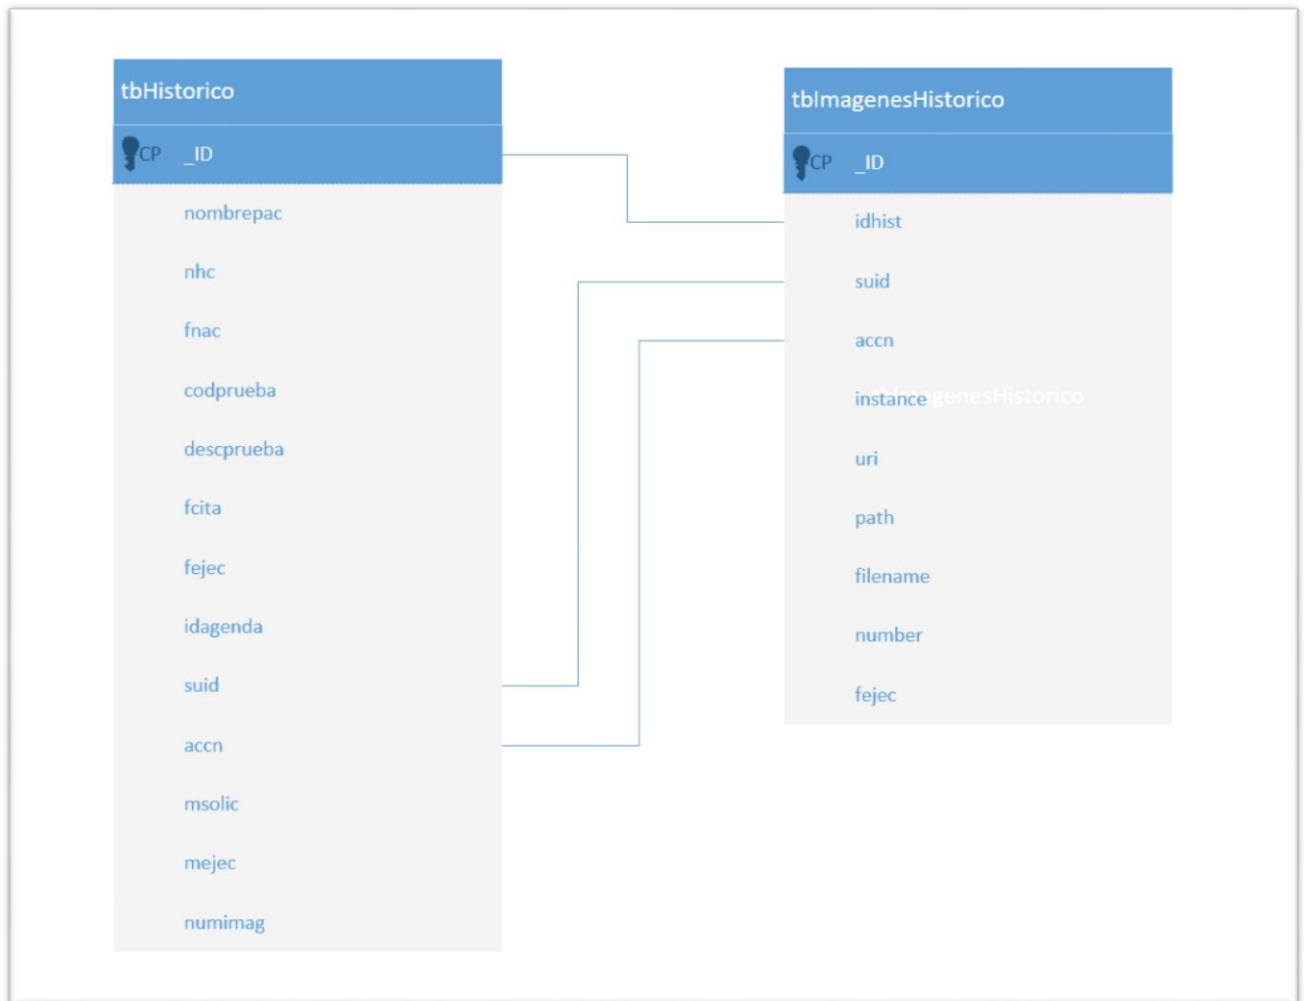 tbHistorico
CP _ID
nombrepac
nhc
fnac
codprueba
descprueba
fcita
fejec
idagenda
suid
accn
msolic
mejec
numimag
tbImagenesHistorico
CP _ID
idhist
suid
accn
instance
tbImagenesHistorico
uri
path
filename
number
fejec